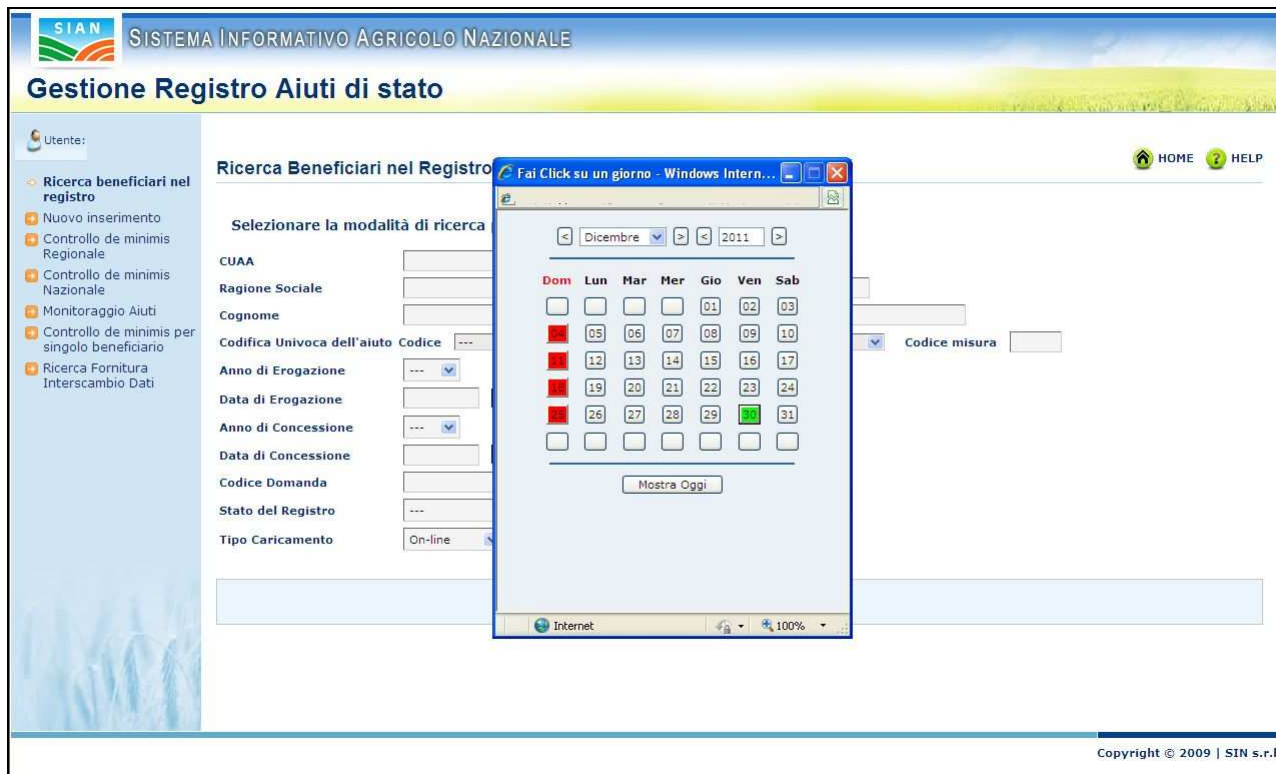 SIAN
SISTEMA INFORMATIVO AGRICOLO NAZIONALE
Gestione Registro Aiuti di stato
Utente:
HOME
HELP
Ricerca beneficiari nel
registro
Nuovo inserimento
Controllo de minimis
Regionale
Controllo de minimis
Nazionale
Monitoraggio Aiuti
Controllo de minimis per
singolo beneficiario
Ricerca Fornitura
Interscambio Dati
Ricerca Beneficiari nel Registro
Selezionare la modalità di ricerca
CUAA
Ragione Sociale
Cognome
Codifica Univoca dell'aiuto Codice ---
Codice misura
Anno di Erogazione ---
Data di Erogazione
Anno di Concessione ---
Data di Concessione
Codice Domanda
Stato del Registro ---
Tipo Caricamento On-line
Fai Click su un giorno - Windows Intern...
< Dicembre > < 2011 >
Dom Lun Mar Mer Gio Ven Sab
01 02 03
04 05 06 07 08 09 10
11 12 13 14 15 16 17
18 19 20 21 22 23 24
25 26 27 28 29 30 31
Mostra Oggi
Internet
100%
Copyright © 2009 | SIN s.r.l